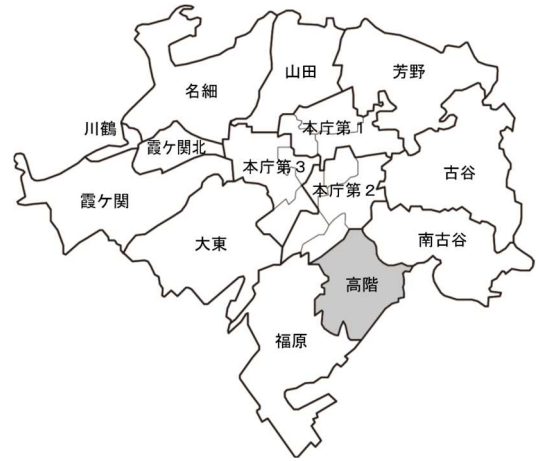 山田
芳野
名細
川鶴
本庁第1
霞ケ関北
本庁第3
古谷
本庁第2
霞ケ関
大東
南古谷
高階
福原